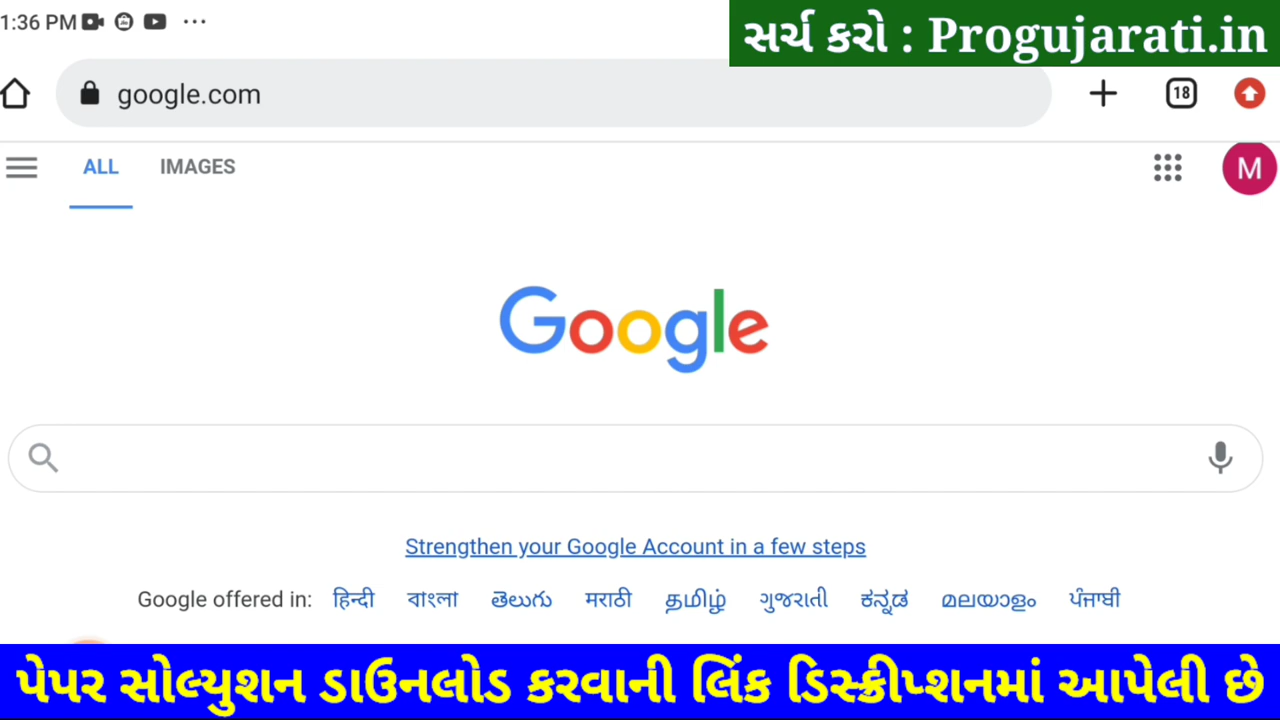 1:36 PM
સર્ચ કરો : Progujarati.in
google.com
18
ALL IMAGES
M
Google
Strengthen your Google Account in a few steps
Google offered in: हिन्दी বাংলা తెలుగు मराठी தமிழ் ગુજરાતી ಕನ್ನಡ മലയാളം ਪੰਜਾਬੀ
પેપર સોલ્યુશન ડાઉનલોડ કરવાની લિંક ડિસ્ક્રીપ્શનમાં આપેલી છે